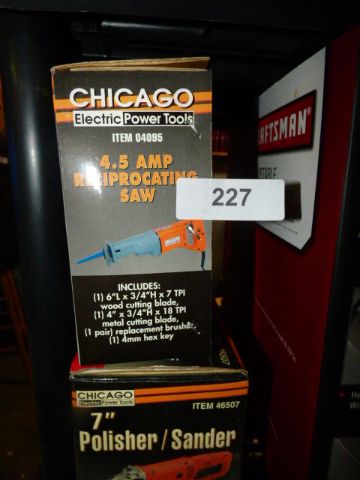 CHICAGO
Electric Power Tools
ITEM 04095
4.5 AMP
RECIPROCATING
SAW
227
INCLUDES:
(1) 6"L x 3/4"H x 7 TPI
wood cutting blade,
(1) 4" x 3/4"H x 18 TPI
metal cutting blade,
(1 pair) replacement brushes
(1) 4mm hex key
CHICAGO
Electric Power Tools
ITEM 46507
7"
Polisher/Sander
RAFTSMAN